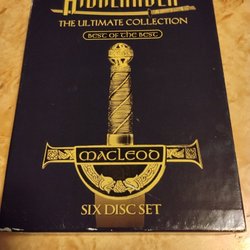 HIGHLANDER
THE ULTIMATE COLLECTION
BEST OF THE BEST
MACLEOD
SIX DISC SET